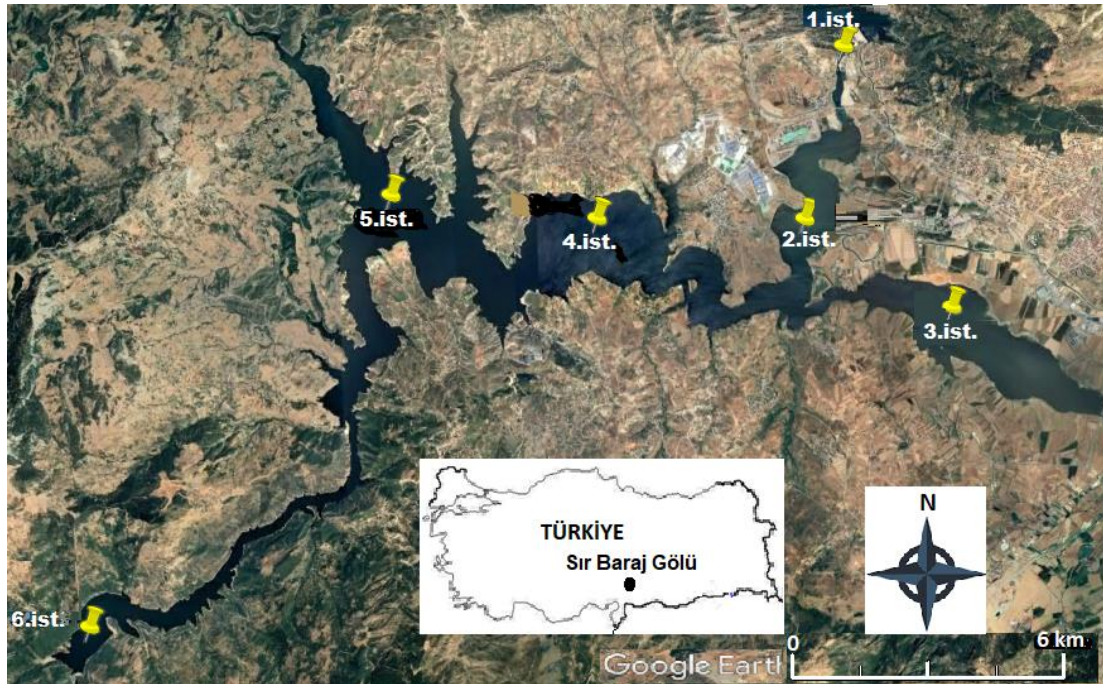 1.ist.
5.ist.
4.ist.
2.ist.
3.ist.
TÜRKİYE
Sır Baraj Gölü
N
6.ist.
0
6 km
Google Earth